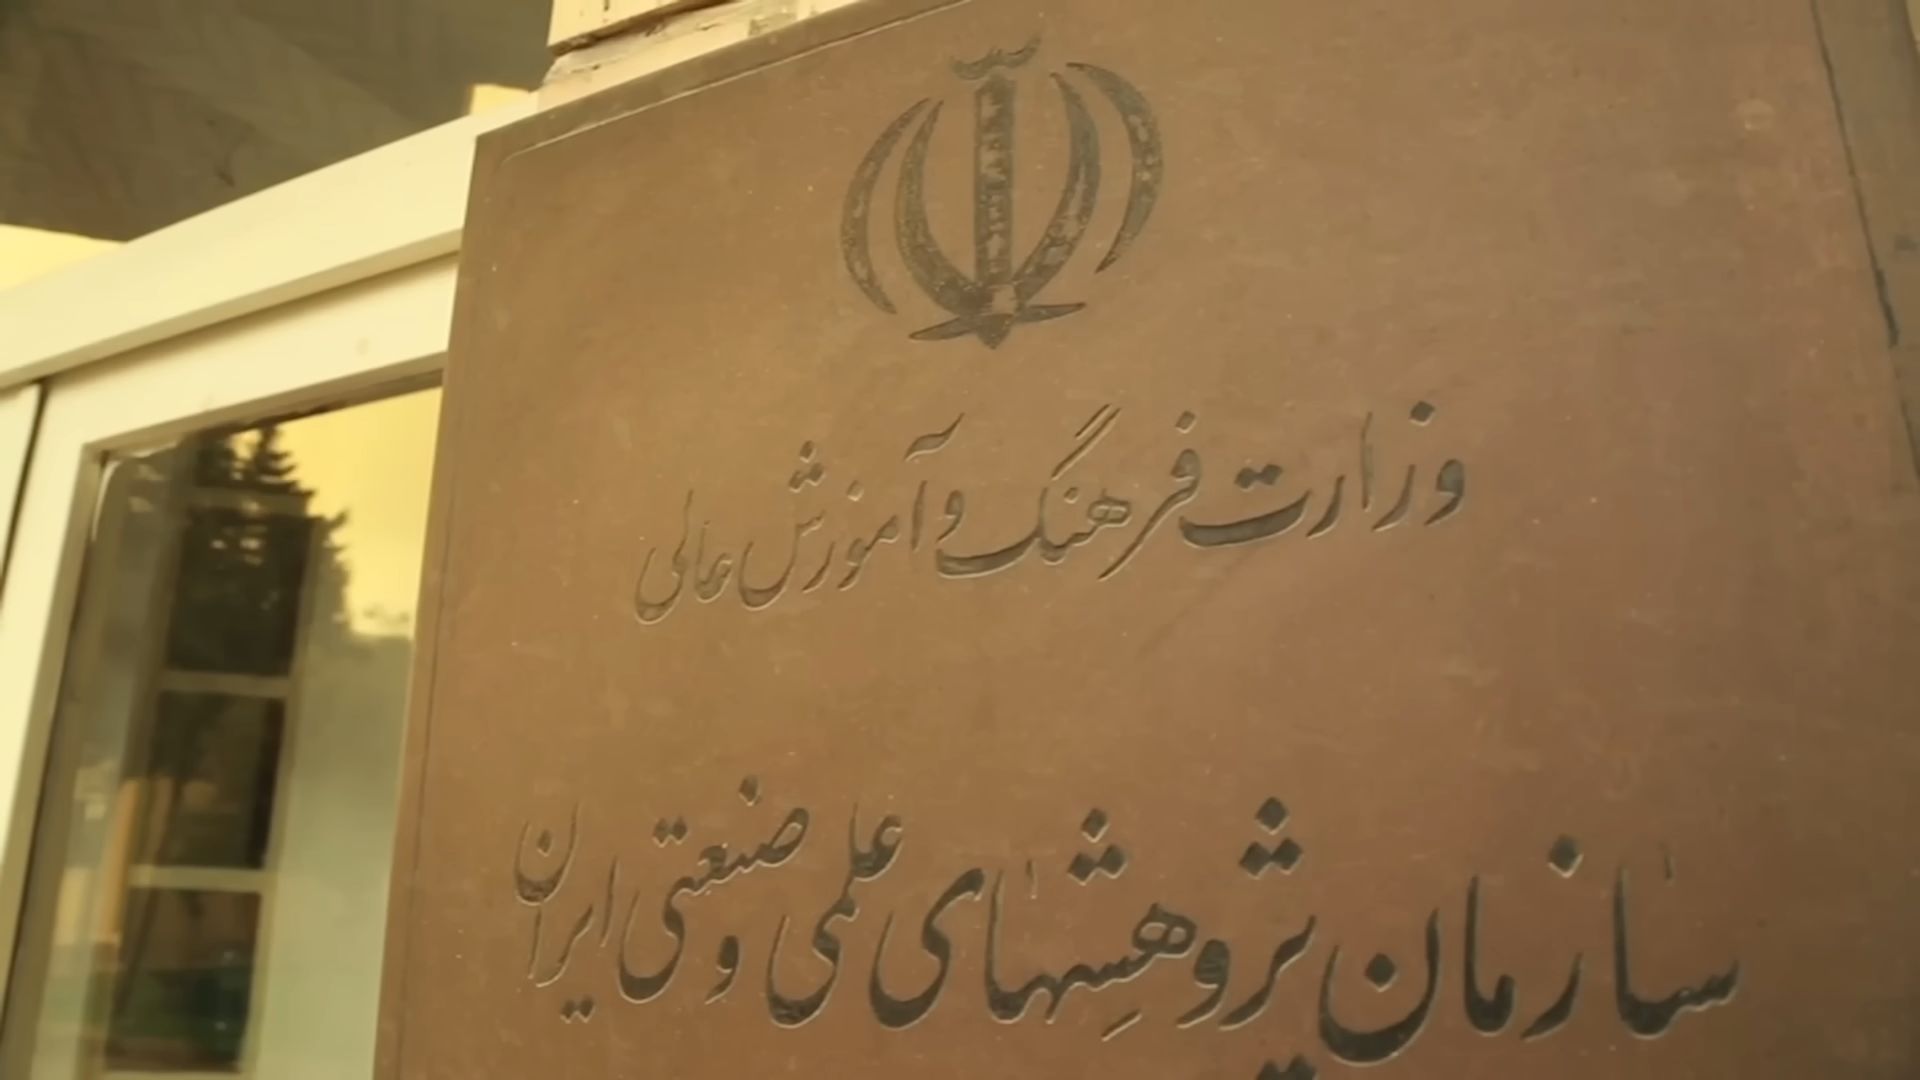 وزارت فرهنگ و آموزش عالی
سازمان پژوهشهای علمی و صنعتی ایران